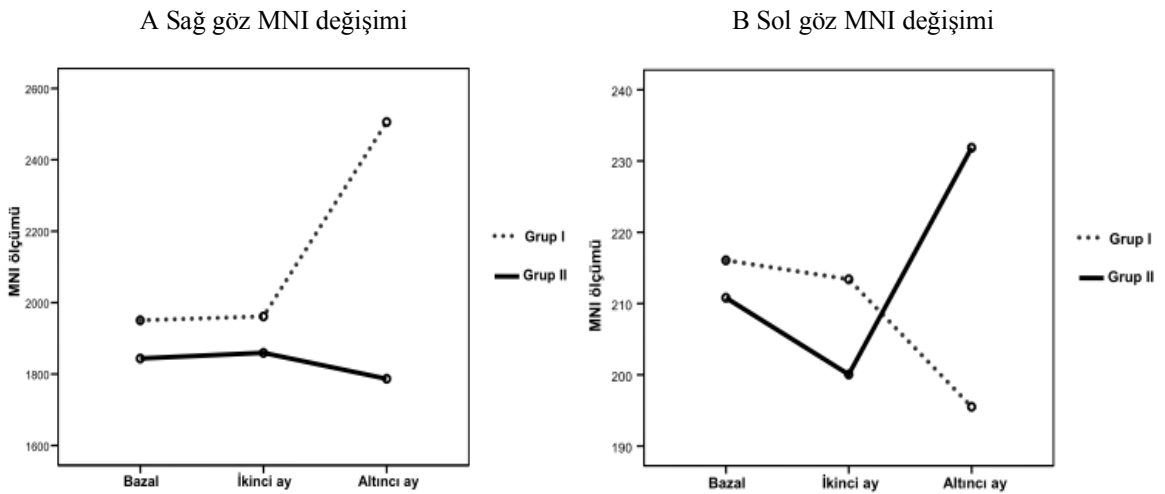 A Sağ göz MNI değişimi
MNI ölçümü
2600
2400
2200
2000
1800
1600
Bazal İkinci ay Altıncı ay
Grup I
Grup II
B Sol göz MNI değişimi
MNI ölçümü
240
230
220
210
200
190
Bazal İkinci ay Altıncı ay
Grup I
Grup II